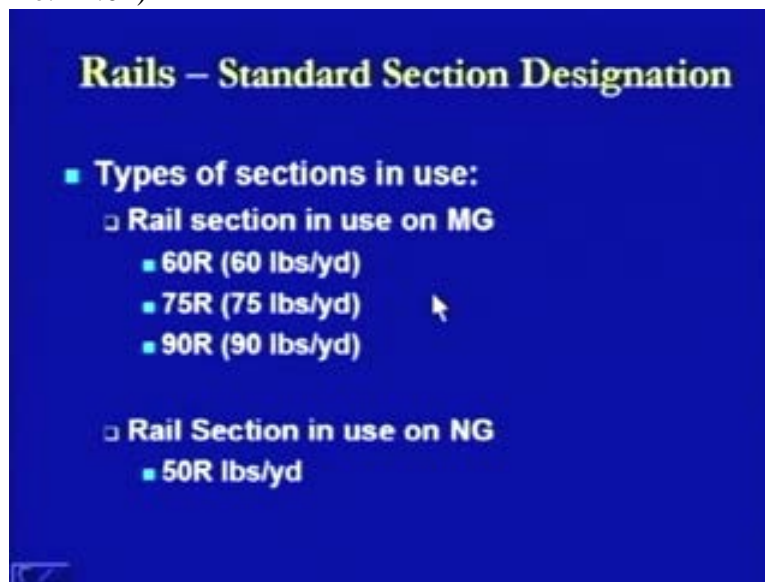 Rails – Standard Section Designation
Types of sections in use:
Rail section in use on MG
60R (60 lbs/yd)
75R (75 lbs/yd)
90R (90 lbs/yd)
Rail Section in use on NG
50R lbs/yd